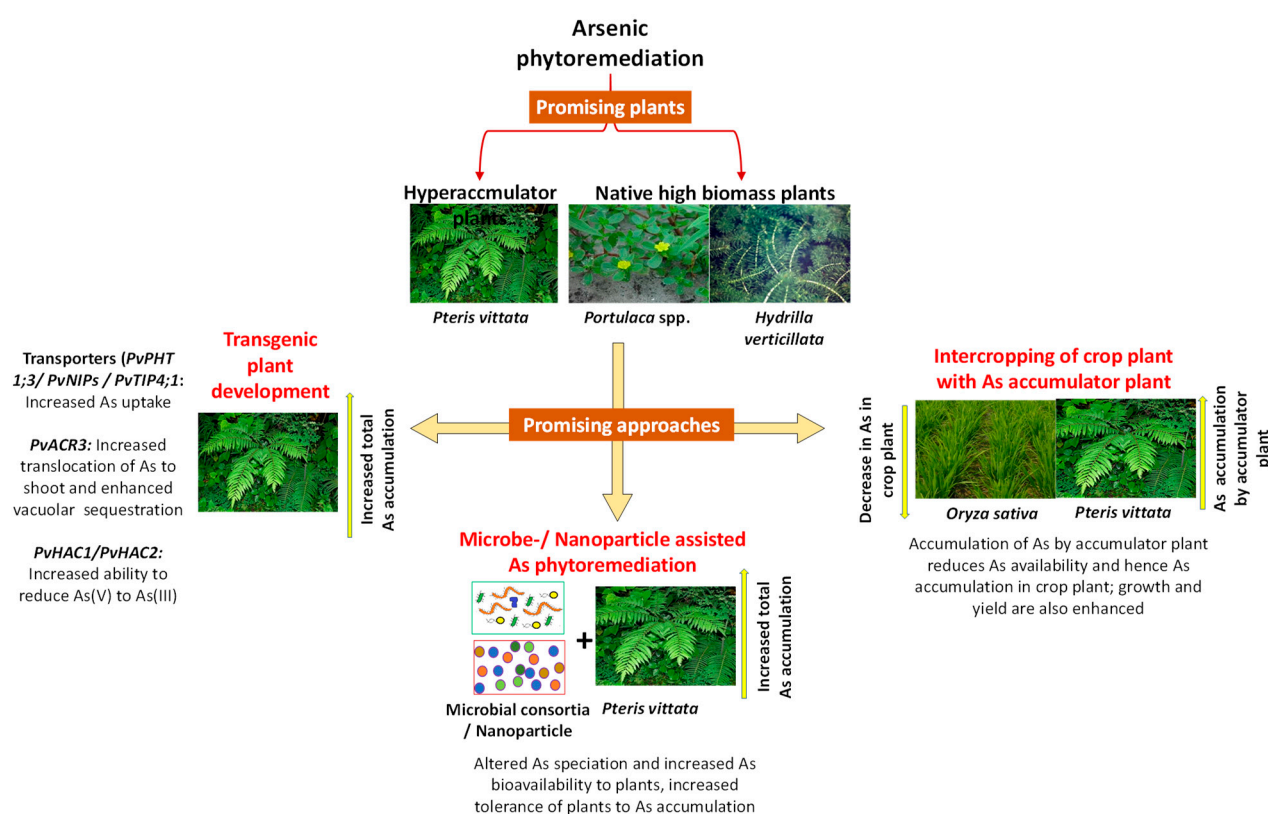 Arsenic
phytoremediation
Promising plants
Hyperaccmulator
plants
Native high biomass plants
Pteris vittata
Portulaca spp.
Hydrilla
verticillata
Transgenic
plant
development
Transporters (PvPHT
1;3/ PvNIPs / PvTIP4;1:
Increased As uptake
PvACR3: Increased
translocation of As to
shoot and enhanced
vacuolar sequestration
PvHAC1/PvHAC2:
Increased ability to
reduce As(V) to As(III)
Increased total
As accumulation
Promising approaches
Intercropping of crop plant
with As accumulator plant
Decrease in As in
crop plant
Oryza sativa
Pteris vittata
As accumulation
by accumulator
plant
Accumulation of As by accumulator plant
reduces As availability and hence As
accumulation in crop plant; growth and
yield are also enhanced
Microbe-/ Nanoparticle assisted
As phytoremediation
+
Microbial consortia
/ Nanoparticle
Pteris vittata
Increased total
As accumulation
Altered As speciation and increased As
bioavailability to plants, increased
tolerance of plants to As accumulation